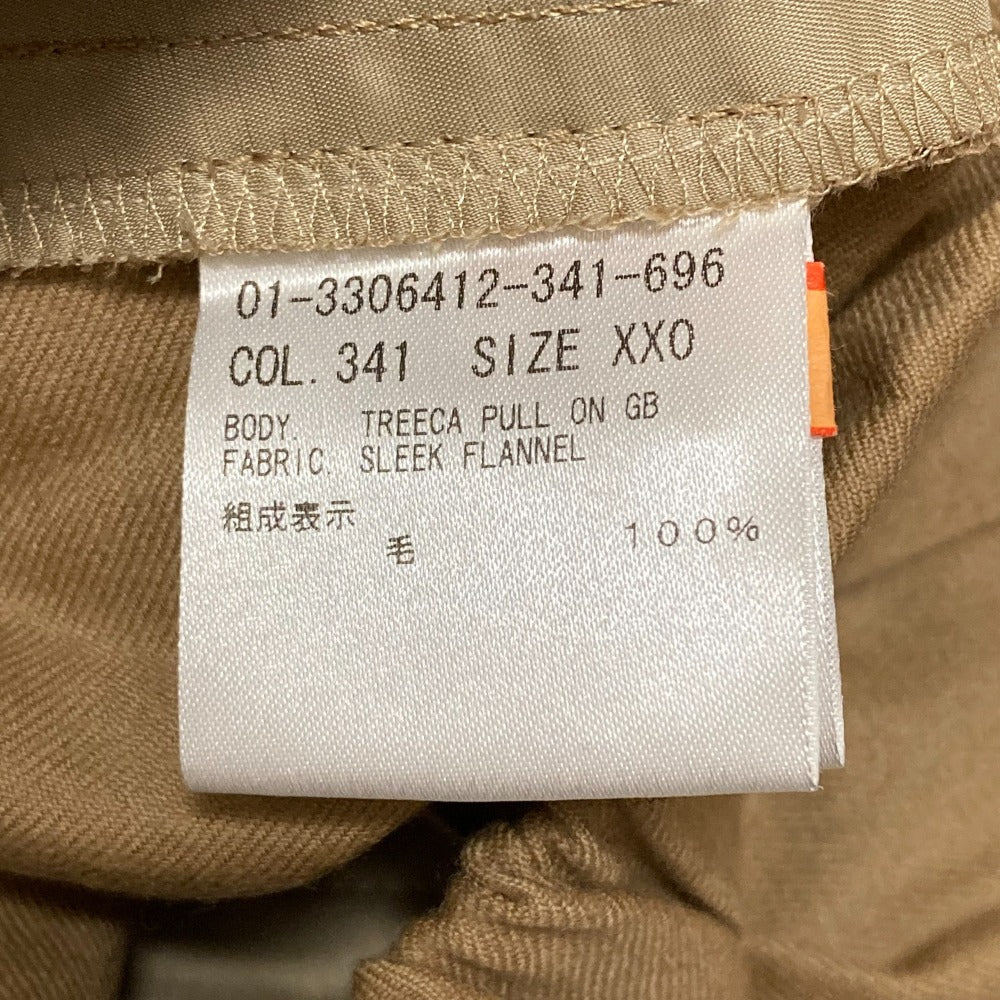 01-3306412-341-696
COL. 341 SIZE XXO
BODY. TREECA PULL ON GB
FABRIC. SLEEK FLANNEL
組成表示
毛 100%